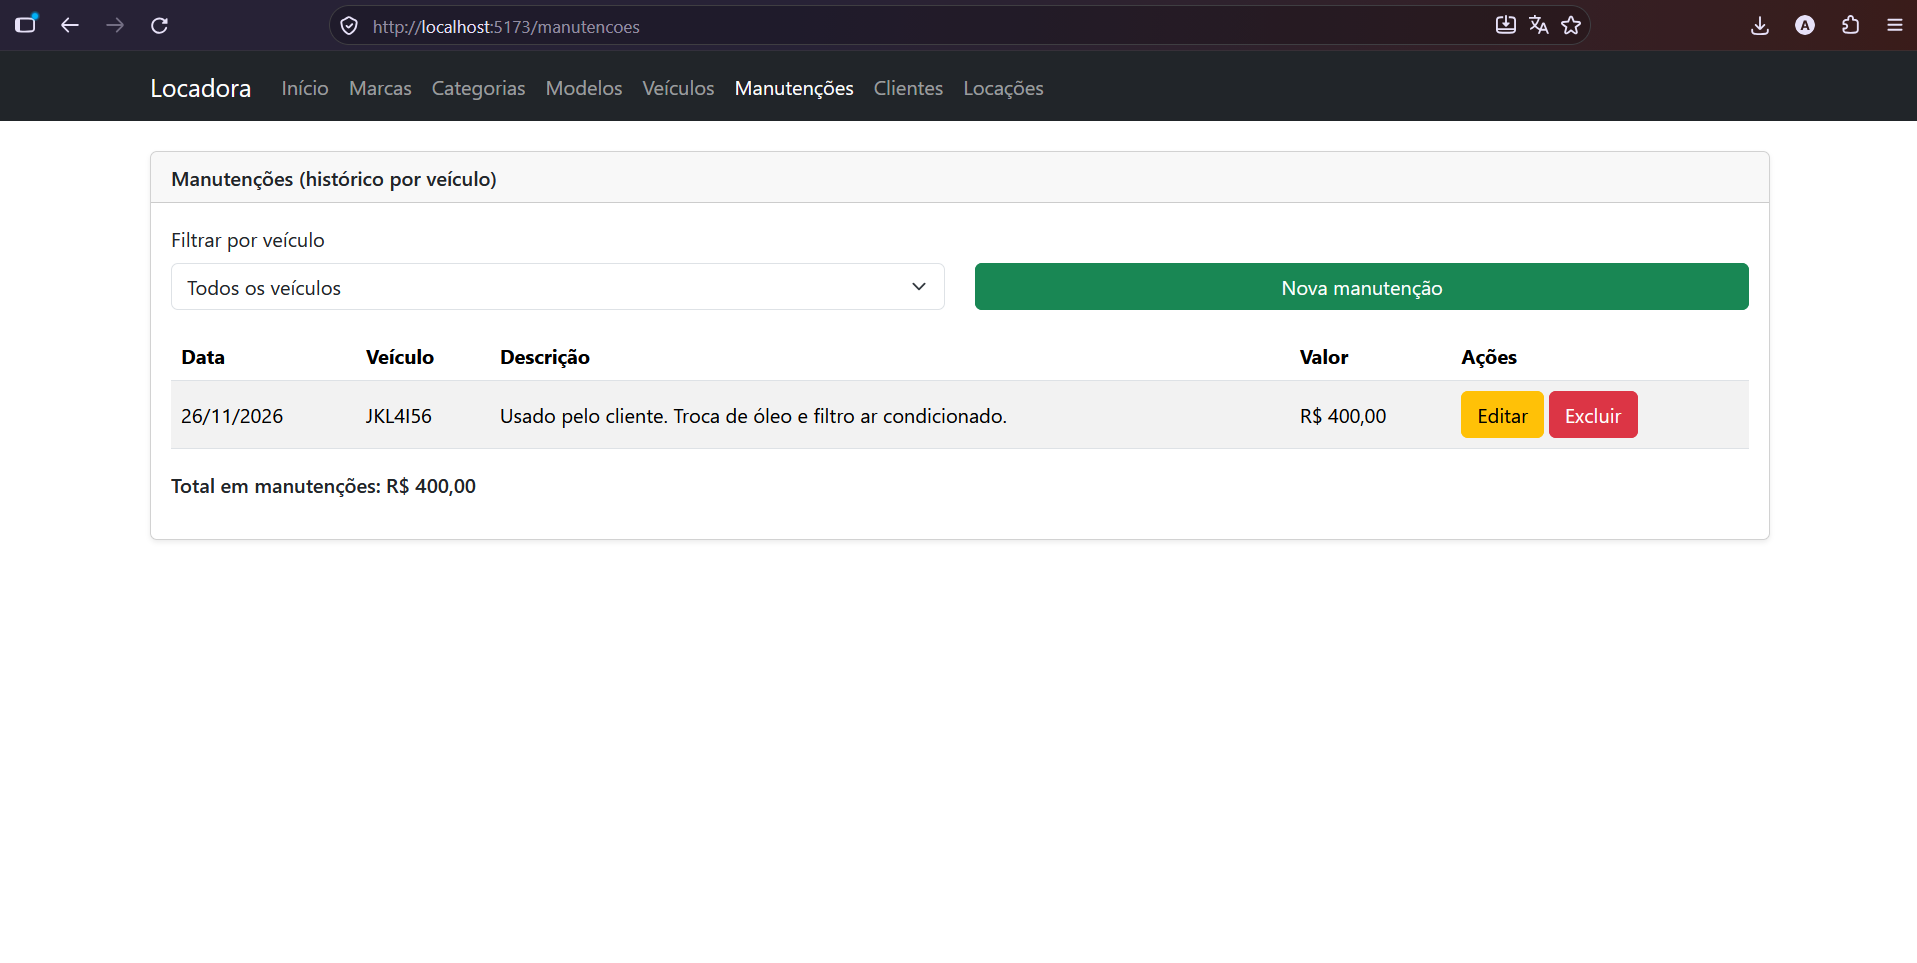 http://localhost:5173/manutencoes
Locadora Início Marcas Categorias Modelos Veículos Manutenções Clientes Locações
Manutenções (histórico por veículo)
Filtrar por veículo
Todos os veículos Nova manutenção
Data Veículo Descrição Valor Ações
26/11/2026 JKL4I56 Usado pelo cliente. Troca de óleo e filtro ar condicionado. R$ 400,00 Editar Excluir
Total em manutenções: R$ 400,00